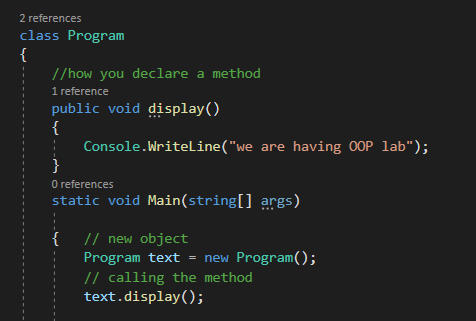 2 references
class Program
{
//how you declare a method
1 reference
public void display()
{
Console.WriteLine("we are having OOP lab");
}
0 references
static void Main(string[] args)
{ // new object
Program text = new Program();
// calling the method
text.display();